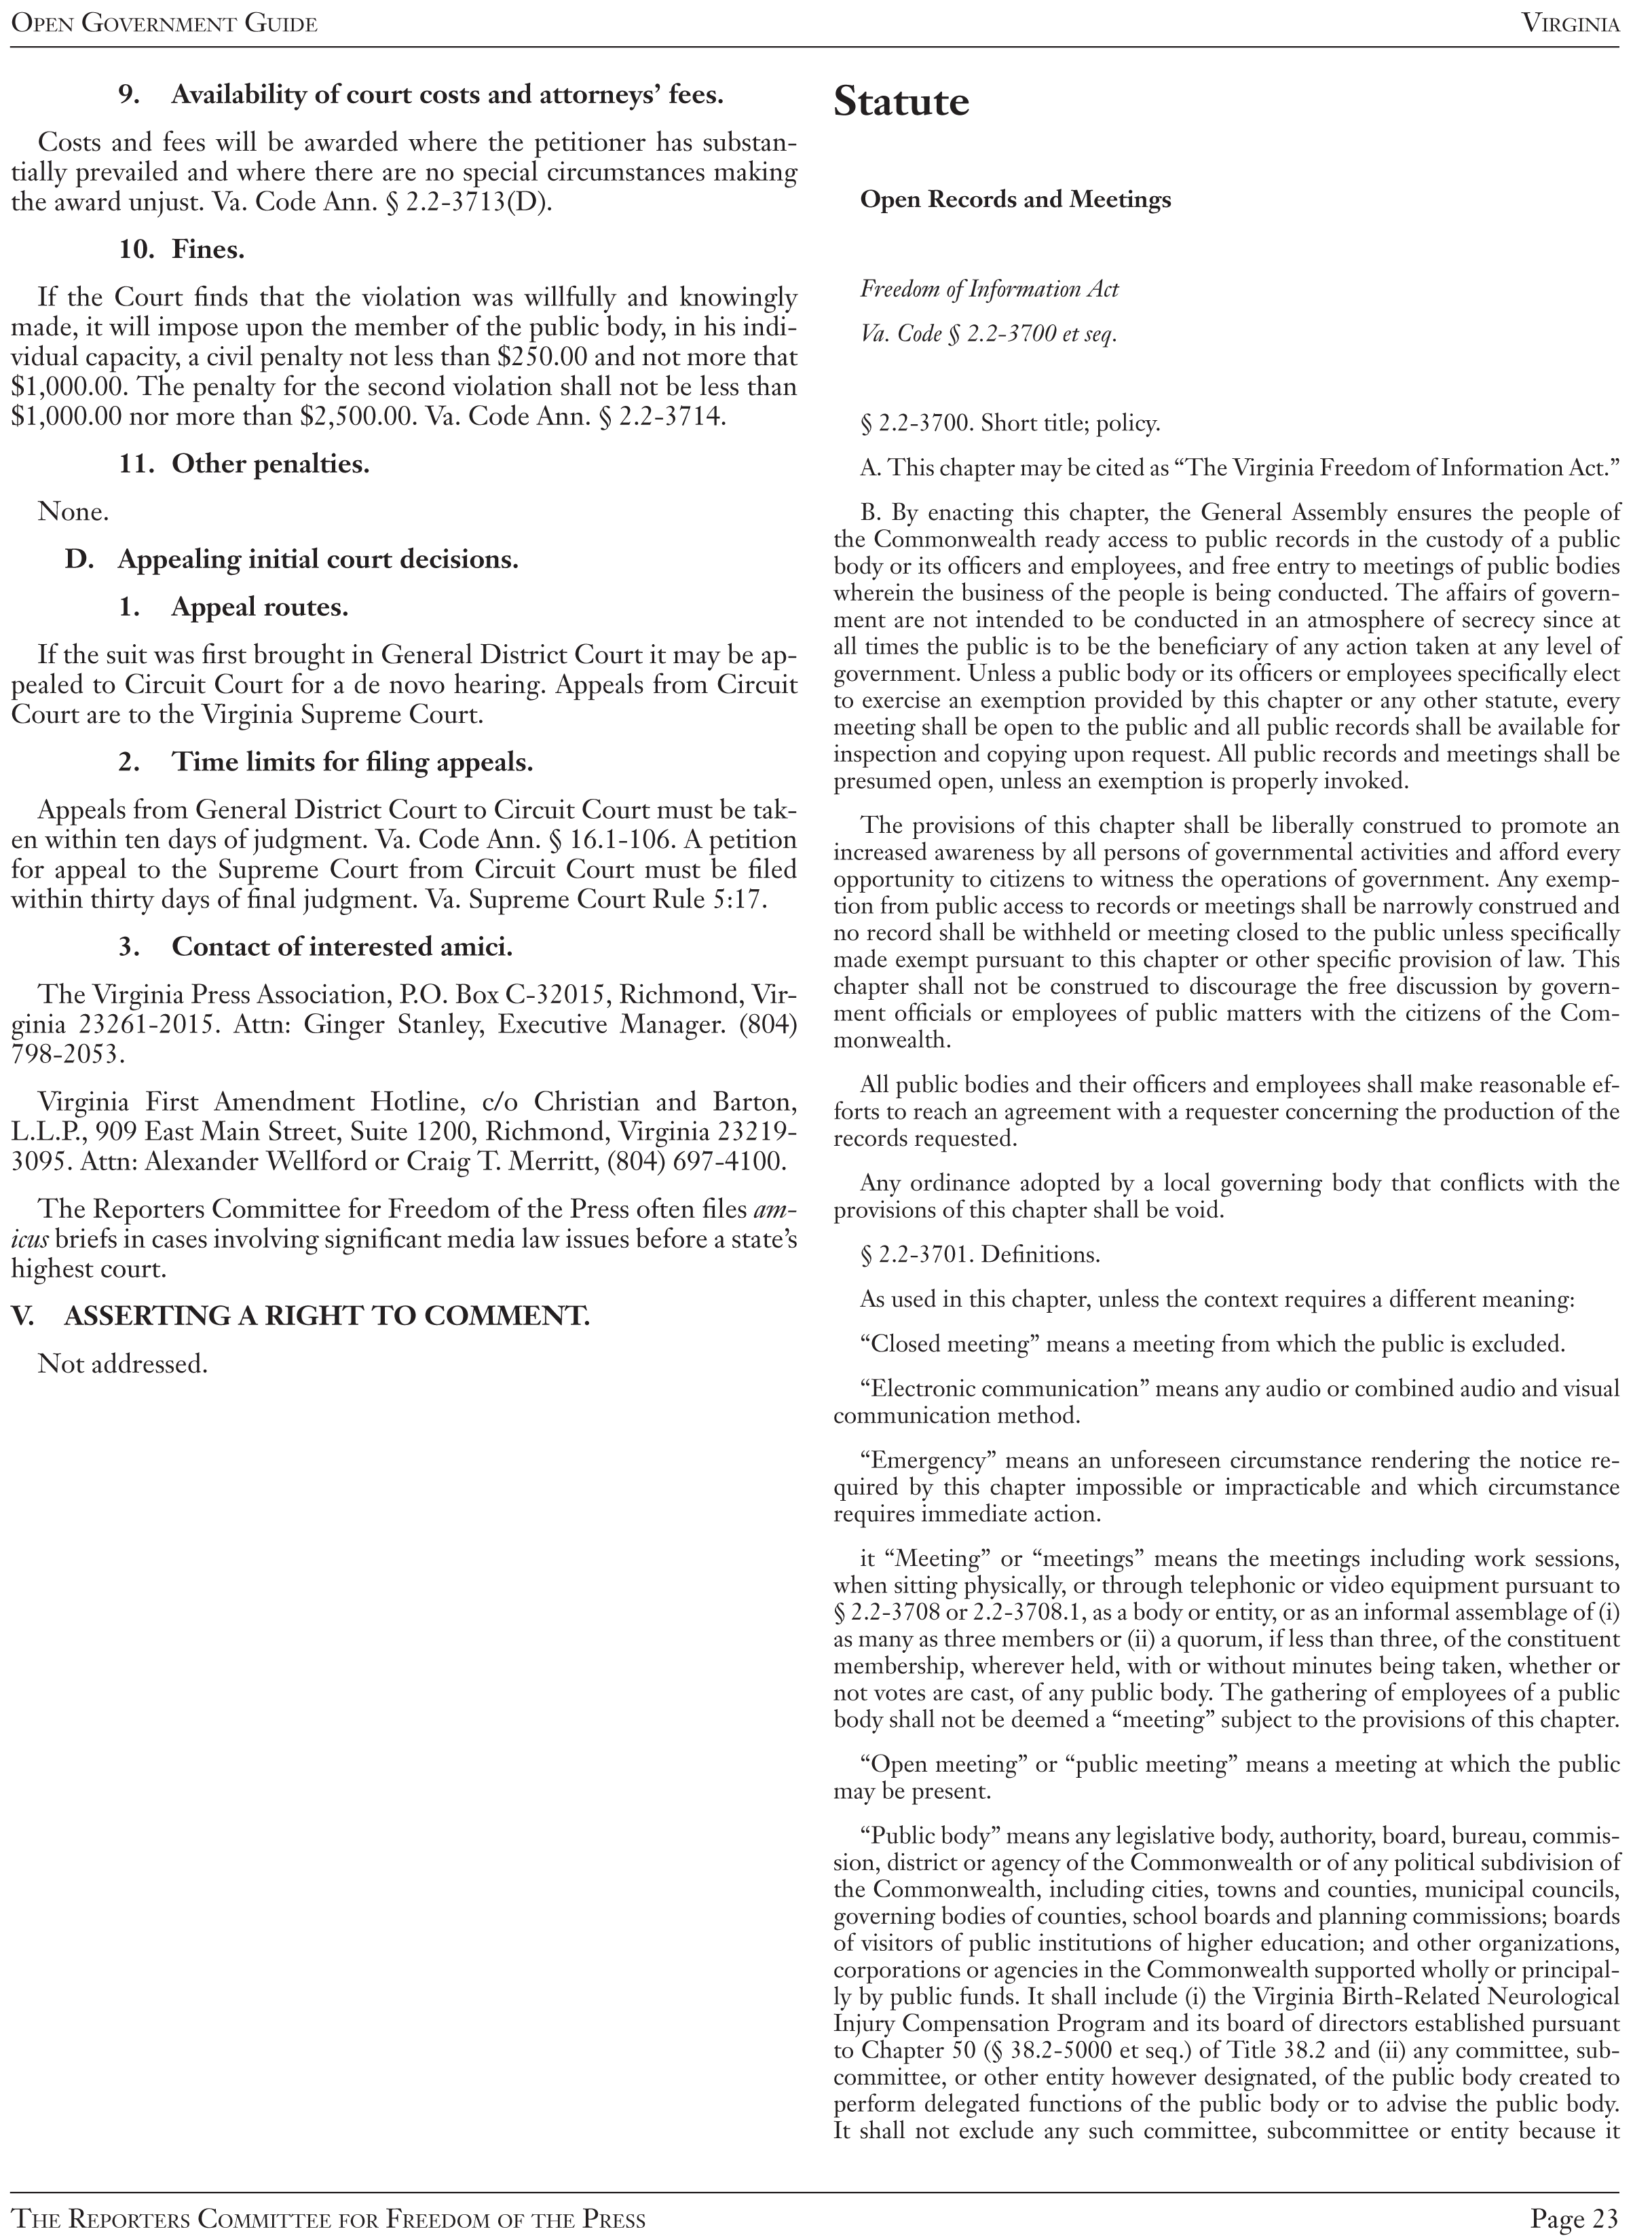 Open Government Guide
Virginia
9. Availability of court costs and attorneys’ fees.
Costs and fees will be awarded where the petitioner has substan-
tially prevailed and where there are no special circumstances making
the award unjust. Va. Code Ann. § 2.2-3713(D).
10. Fines.
If the Court finds that the violation was willfully and knowingly
made, it will impose upon the member of the public body, in his indi-
vidual capacity, a civil penalty not less than $250.00 and not more that
$1,000.00. The penalty for the second violation shall not be less than
$1,000.00 nor more than $2,500.00. Va. Code Ann. § 2.2-3714.
11. Other penalties.
None.
D. Appealing initial court decisions.
1. Appeal routes.
If the suit was first brought in General District Court it may be ap-
pealed to Circuit Court for a de novo hearing. Appeals from Circuit
Court are to the Virginia Supreme Court.
2. Time limits for filing appeals.
Appeals from General District Court to Circuit Court must be tak-
en within ten days of judgment. Va. Code Ann. § 16.1-106. A petition
for appeal to the Supreme Court from Circuit Court must be filed
within thirty days of final judgment. Va. Supreme Court Rule 5:17.
3. Contact of interested amici.
The Virginia Press Association, P.O. Box C-32015, Richmond, Vir-
ginia 23261-2015. Attn: Ginger Stanley, Executive Manager. (804)
798-2053.
Virginia First Amendment Hotline, c/o Christian and Barton,
L.L.P., 909 East Main Street, Suite 1200, Richmond, Virginia 23219-
3095. Attn: Alexander Wellford or Craig T. Merritt, (804) 697-4100.
The Reporters Committee for Freedom of the Press often files am-
icus briefs in cases involving significant media law issues before a state’s
highest court.
V. ASSERTING A RIGHT TO COMMENT.
Not addressed.
Statute
Open Records and Meetings
Freedom of Information Act
Va. Code § 2.2-3700 et seq.
§ 2.2-3700. Short title; policy.
A. This chapter may be cited as “The Virginia Freedom of Information Act.”
B. By enacting this chapter, the General Assembly ensures the people of
the Commonwealth ready access to public records in the custody of a public
body or its officers and employees, and free entry to meetings of public bodies
wherein the business of the people is being conducted. The affairs of govern-
ment are not intended to be conducted in an atmosphere of secrecy since at
all times the public is to be the beneficiary of any action taken at any level of
government. Unless a public body or its officers or employees specifically elect
to exercise an exemption provided by this chapter or any other statute, every
meeting shall be open to the public and all public records shall be available for
inspection and copying upon request. All public records and meetings shall be
presumed open, unless an exemption is properly invoked.
The provisions of this chapter shall be liberally construed to promote an
increased awareness by all persons of governmental activities and afford every
opportunity to citizens to witness the operations of government. Any exemp-
tion from public access to records or meetings shall be narrowly construed and
no record shall be withheld or meeting closed to the public unless specifically
made exempt pursuant to this chapter or other specific provision of law. This
chapter shall not be construed to discourage the free discussion by govern-
ment officials or employees of public matters with the citizens of the Com-
monwealth.
All public bodies and their officers and employees shall make reasonable ef-
forts to reach an agreement with a requester concerning the production of the
records requested.
Any ordinance adopted by a local governing body that conflicts with the
provisions of this chapter shall be void.
§ 2.2-3701. Definitions.
As used in this chapter, unless the context requires a different meaning:
“Closed meeting” means a meeting from which the public is excluded.
“Electronic communication” means any audio or combined audio and visual
communication method.
“Emergency” means an unforeseen circumstance rendering the notice re-
quired by this chapter impossible or impracticable and which circumstance
requires immediate action.
it “Meeting” or “meetings” means the meetings including work sessions,
when sitting physically, or through telephonic or video equipment pursuant to
§ 2.2-3708 or 2.2-3708.1, as a body or entity, or as an informal assemblage of (i)
as many as three members or (ii) a quorum, if less than three, of the constituent
membership, wherever held, with or without minutes being taken, whether or
not votes are cast, of any public body. The gathering of employees of a public
body shall not be deemed a “meeting” subject to the provisions of this chapter.
“Open meeting” or “public meeting” means a meeting at which the public
may be present.
“Public body” means any legislative body, authority, board, bureau, commis-
sion, district or agency of the Commonwealth or of any political subdivision of
the Commonwealth, including cities, towns and counties, municipal councils,
governing bodies of counties, school boards and planning commissions; boards
of visitors of public institutions of higher education; and other organizations,
corporations or agencies in the Commonwealth supported wholly or principal-
ly by public funds. It shall include (i) the Virginia Birth-Related Neurological
Injury Compensation Program and its board of directors established pursuant
to Chapter 50 (§ 38.2-5000 et seq.) of Title 38.2 and (ii) any committee, sub-
committee, or other entity however designated, of the public body created to
perform delegated functions of the public body or to advise the public body.
It shall not exclude any such committee, subcommittee or entity because it
The Reporters Committee for Freedom of the Press
Page 23